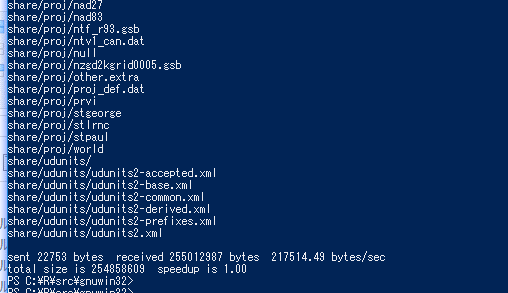 share/proj/nad27
share/proj/nad83
share/proj/ntf_r93.gsb
share/proj/ntv1_can.dat
share/proj/null
share/proj/nzgd2kgrid0005.gsb
share/proj/other.extra
share/proj/proj_def.dat
share/proj/prvi
share/proj/stgeorge
share/proj/stlrnc
share/proj/stpaul
share/proj/world
share/udunits/
share/udunits/udunits2-accepted.xml
share/udunits/udunits2-base.xml
share/udunits/udunits2-common.xml
share/udunits/udunits2-derived.xml
share/udunits/udunits2-prefixes.xml
share/udunits/udunits2.xml
sent 22753 bytes  received 255012987 bytes  217514.49 bytes/sec
total size is 254858609  speedup is 1.00
PS C:¥R¥src¥gnuwin32>
PS C:¥R¥src¥gnuwin32>